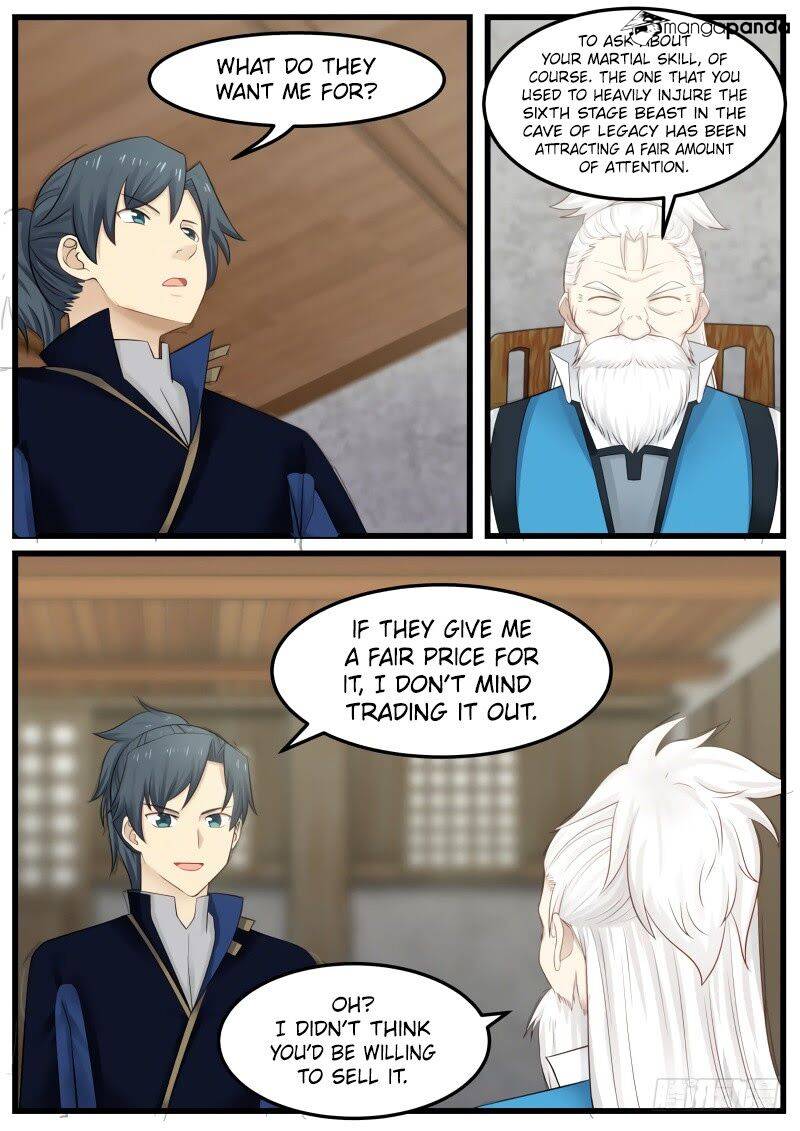 WHAT DO THEY
WANT ME FOR?
mangapanda
TO ASK ABOUT
YOUR MARTIAL SKILL, OF
COURSE. THE ONE THAT YOU
USED TO HEAVILY INJURE THE
SIXTH STAGE BEAST IN THE
CAVE OF LEGACY HAS BEEN
ATTRACTING A FAIR AMOUNT
OF ATTENTION.
IF THEY GIVE ME
A FAIR PRICE FOR
IT, I DON'T MIND
TRADING IT OUT.
OH?
I DIDN'T THINK
YOU'D BE WILLING
TO SELL IT.